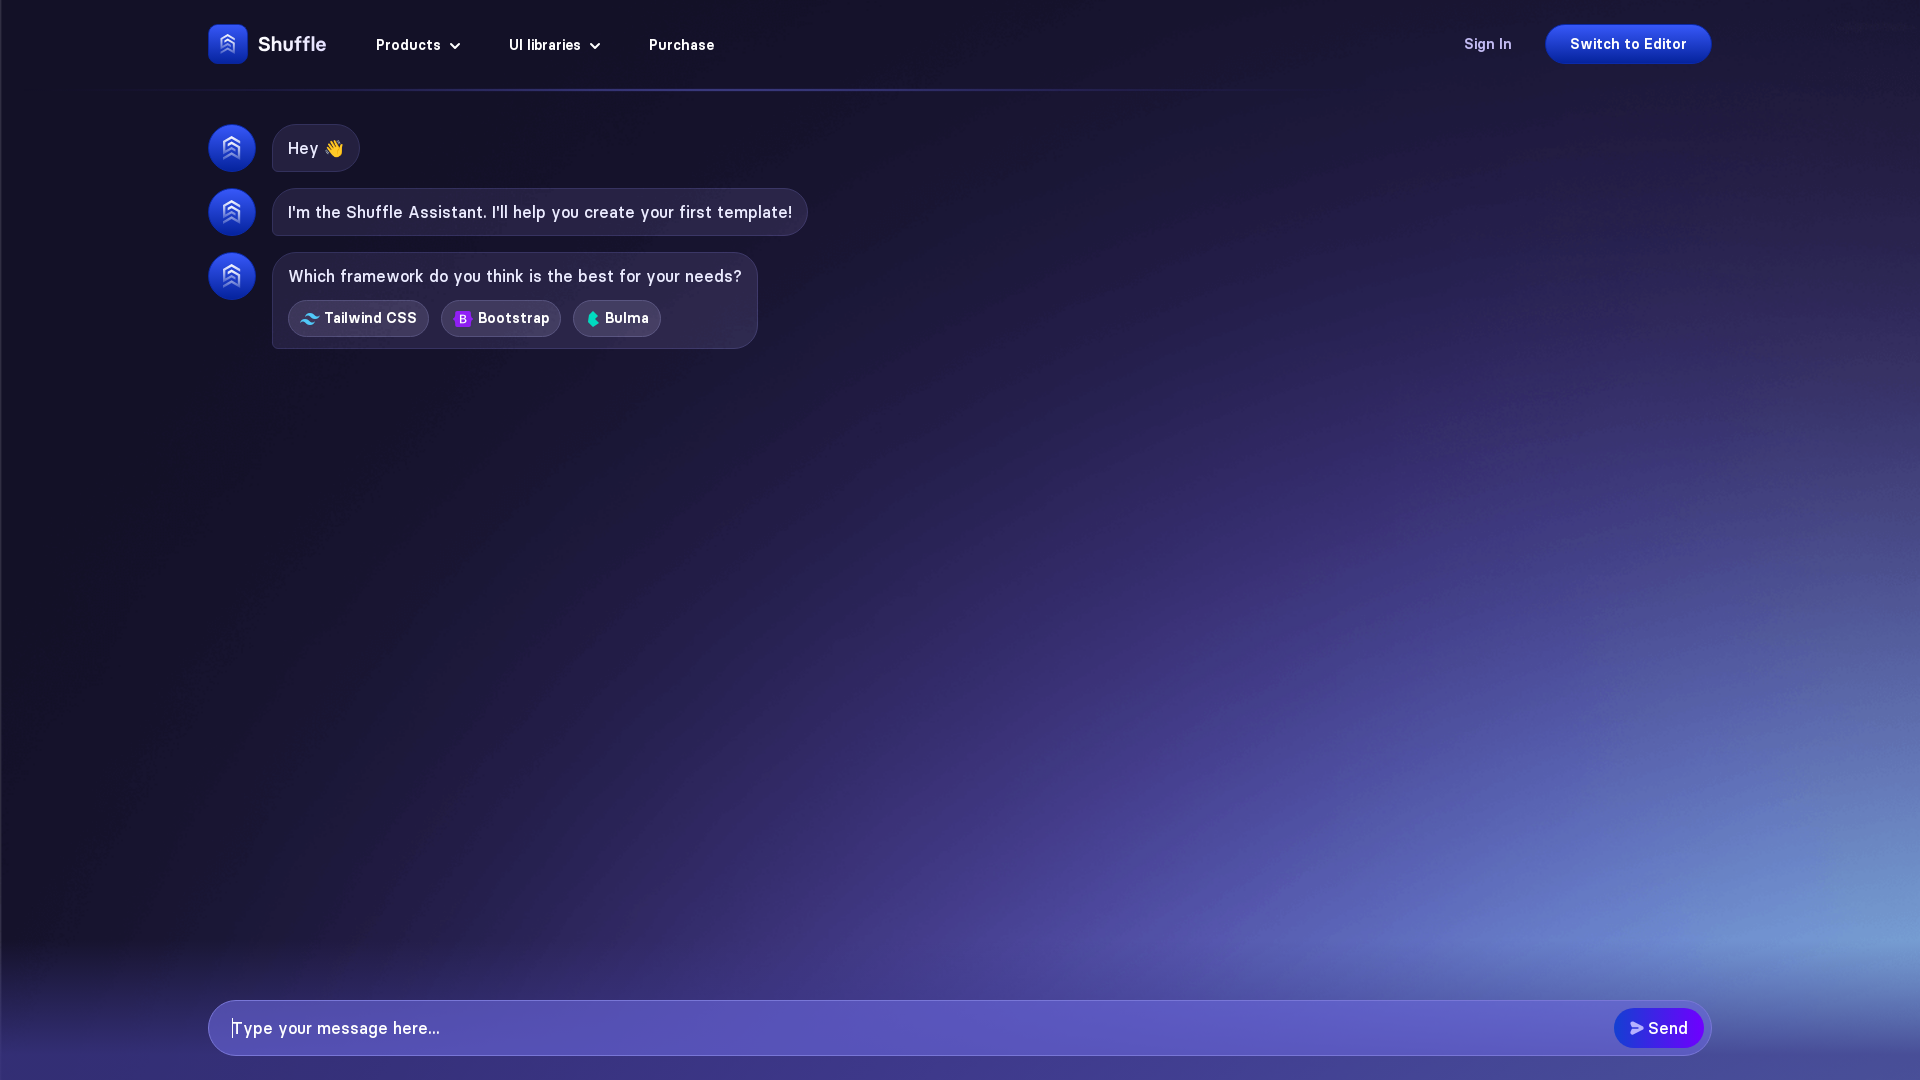 Shuffle
Products
UI libraries
Purchase
Sign In
Switch to Editor
Hey 👋
I'm the Shuffle Assistant. I'll help you create your first template!
Which framework do you think is the best for your needs?
Tailwind CSS
B Bootstrap
Bulma
Type your message here...
Send